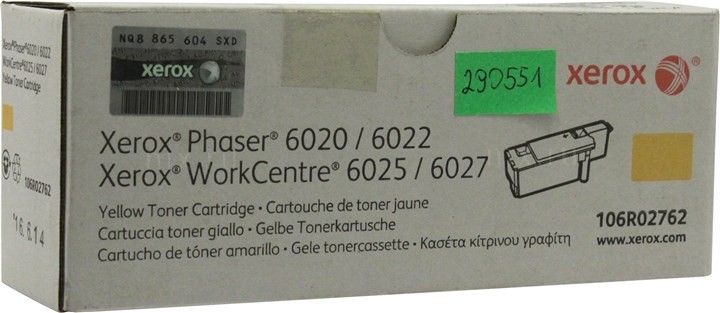 Xerox®Phaser®6020 / 6022
WorkCentre®6025 / 6027
Yellow Toner Cartridge
106R02762
16.6.14
NQ8 865 604 SXD
xerox
290551
xerox
Xerox® Phaser® 6020 / 6022
Xerox® WorkCentre® 6025 / 6027
Yellow Toner Cartridge • Cartouche de toner jaune
Cartuccia toner giallo • Gelbe Tonerkartusche
Cartucho de tóner amarillo • Gele tonercassette • Κασέτα κίτρινου γραφίτη
106R02762
www.xerox.com